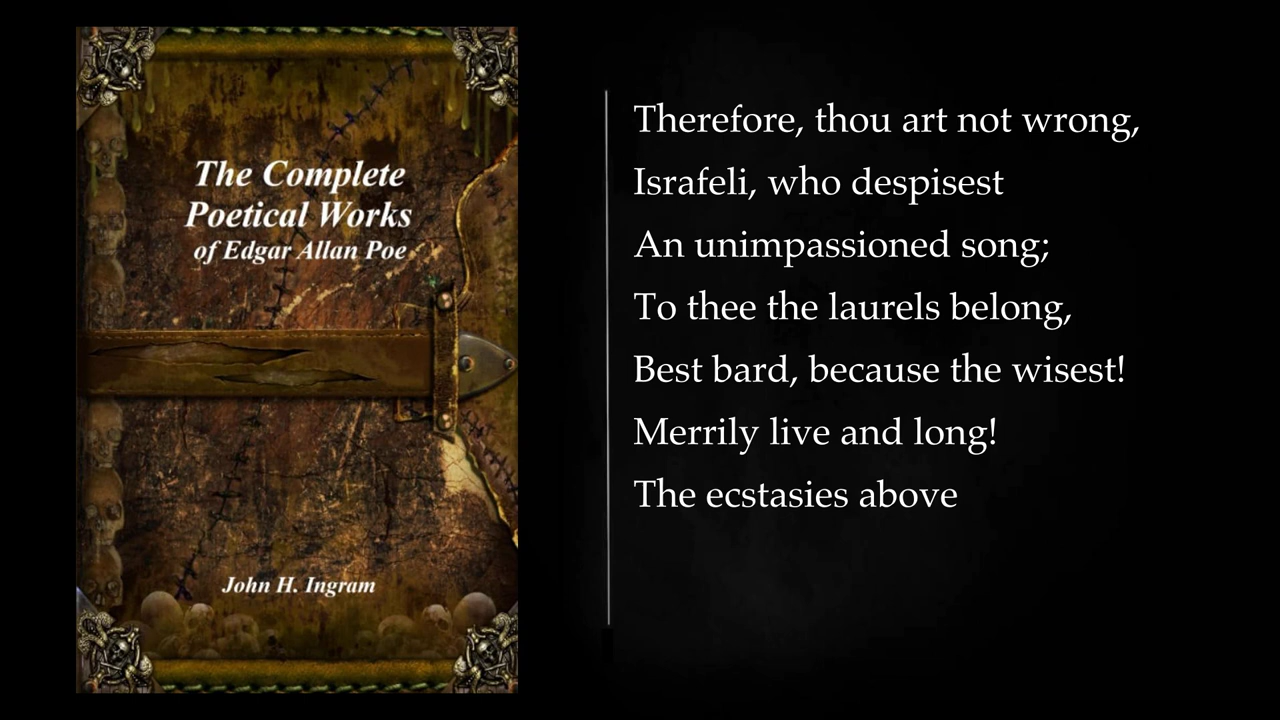 The Complete
Poetical Works
of Edgar Allan Poe
John H. Ingram
Therefore, thou art not wrong,
Israfeli, who despisest
An unimpassioned song;
To thee the laurels belong,
Best bard, because the wisest!
Merrily live and long!
The ecstasies above